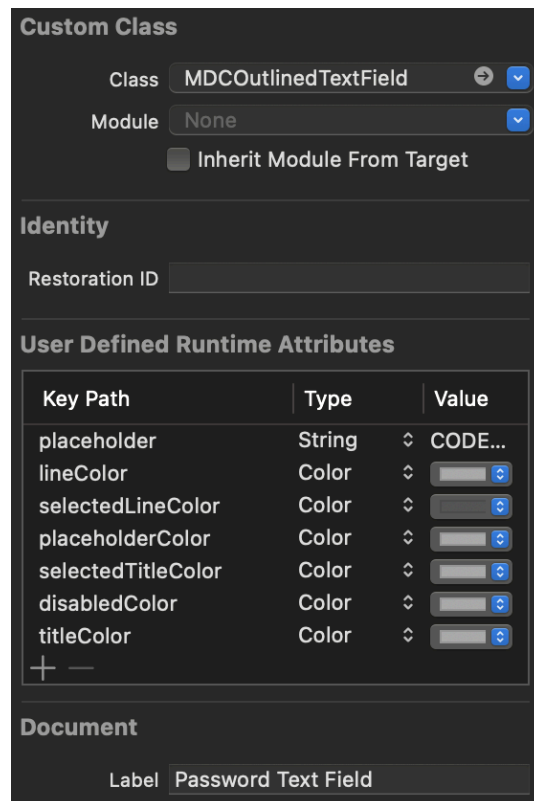 Custom Class
Class MDCOutlinedTextField
Module None
Inherit Module From Target
Identity
Restoration ID
User Defined Runtime Attributes
Key Path Type Value
placeholder String CODE...
lineColor Color
selectedLineColor Color
placeholderColor Color
selectedTitleColor Color
disabledColor Color
titleColor Color
Document
Label Password Text Field